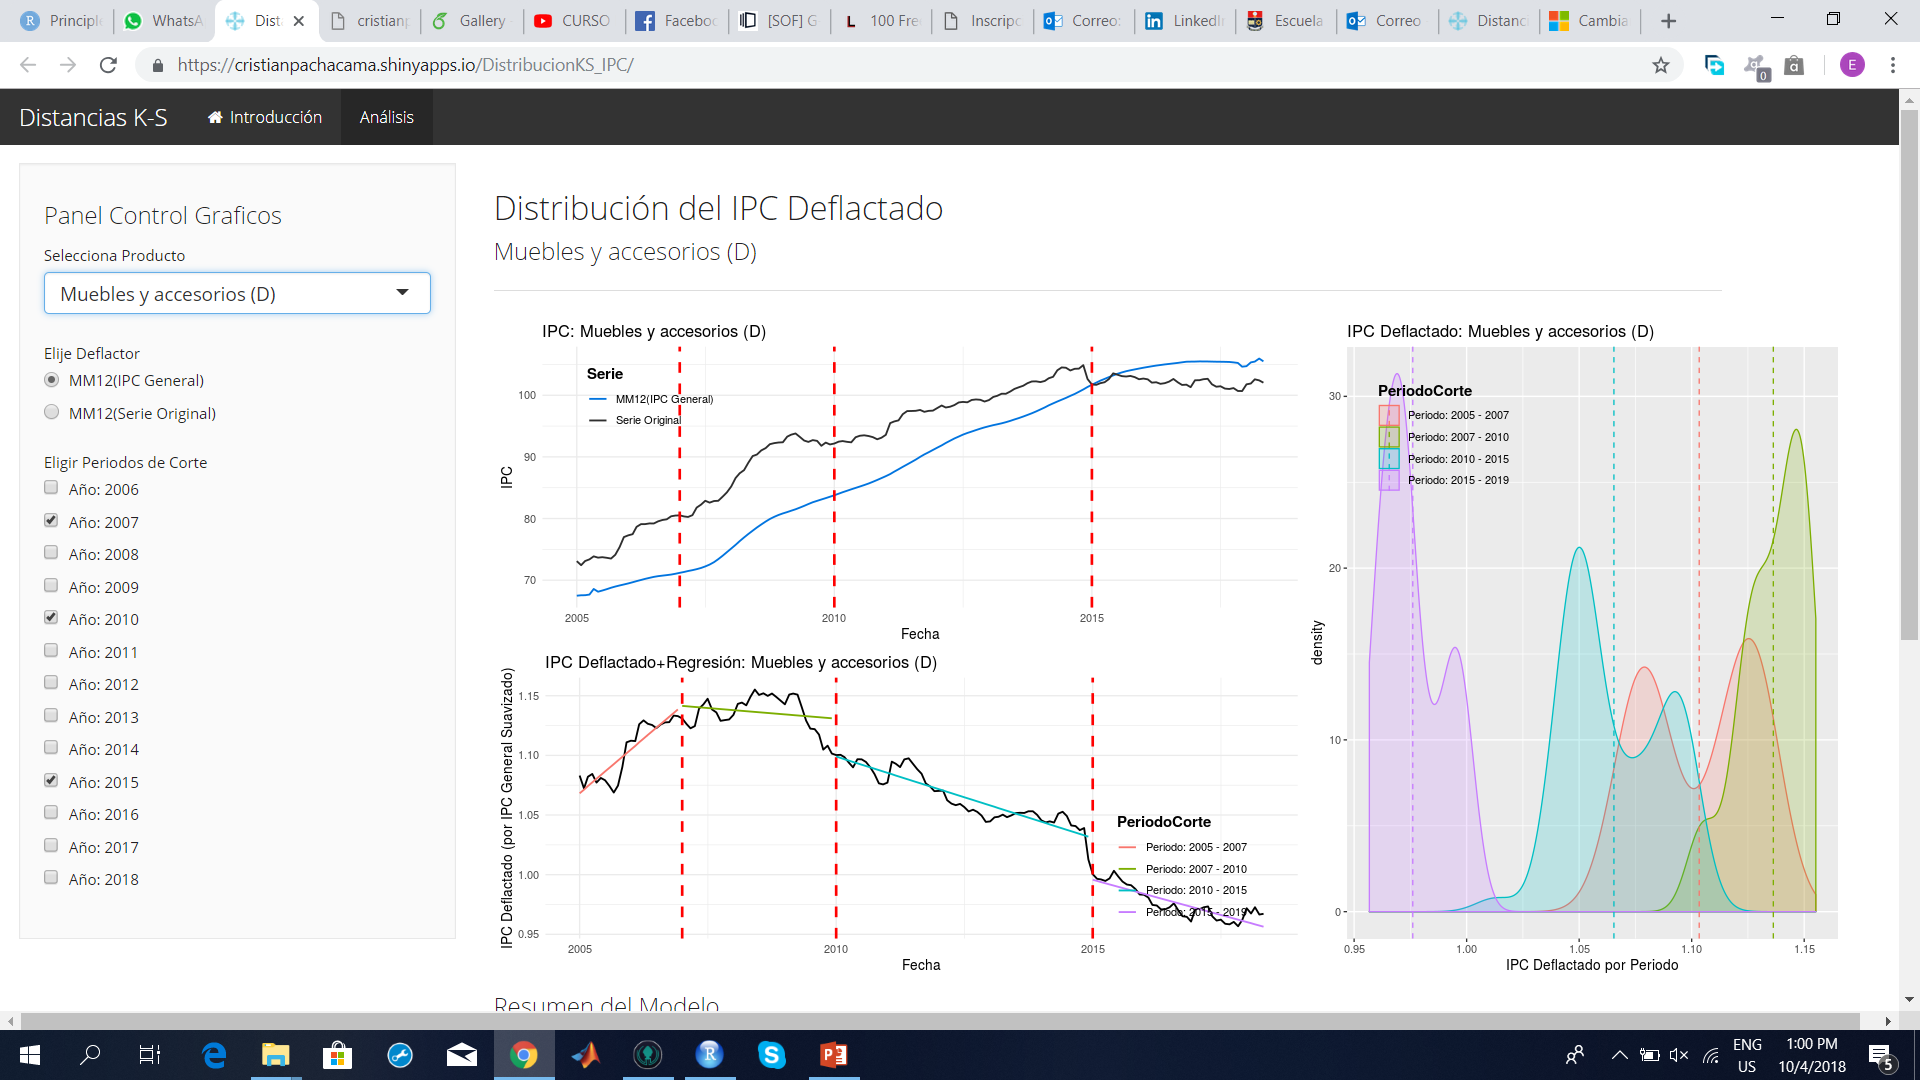 Principl
WhatsA
Dist
cristianp
Gallery
CURSO
Faceboo
[SOF] G
L
100 Fre
Inscripc
Correo:
LinkedIn
Escuela
Correo
Distanc
Cambia
https://cristianpachacama.shinyapps.io/DistribucionKS_IPC/
0
E
Distancias K-S
Introducción
Análisis
Panel Control Graficos
Selecciona Producto
Muebles y accesorios (D)
Elije Deflactor
MM12(IPC General)
MM12(Serie Original)
Eligir Periodos de Corte
Año: 2006
Año: 2007
Año: 2008
Año: 2009
Año: 2010
Año: 2011
Año: 2012
Año: 2013
Año: 2014
Año: 2015
Año: 2016
Año: 2017
Año: 2018
Distribución del IPC Deflactado
Muebles y accesorios (D)
IPC: Muebles y accesorios (D)
Serie
MM12(IPC General)
Serie Original
100
90
80
70
IPC
2005
2010
2015
Fecha
IPC Deflactado+Regresión: Muebles y accesorios (D)
IPC Deflactado (por IPC General Suavizado)
1.15
1.10
1.05
1.00
0.95
PeriodoCorte
Periodo: 2005 - 2007
Periodo: 2007 - 2010
Periodo: 2010 - 2015
Periodo: 2015 - 2019
2005
2010
2015
Fecha
IPC Deflactado: Muebles y accesorios (D)
PeriodoCorte
Periodo: 2005 - 2007
Periodo: 2007 - 2010
Periodo: 2010 - 2015
Periodo: 2015 - 2019
30
20
10
0
density
0.95
1.00
1.05
1.10
1.15
IPC Deflactado por Periodo
Resumen del Modelo
ENG
US
1:00 PM
10/4/2018
5